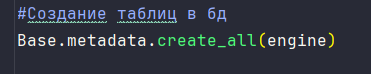 #Создание таблиц в бд
Base.metadata.create_all(engine)